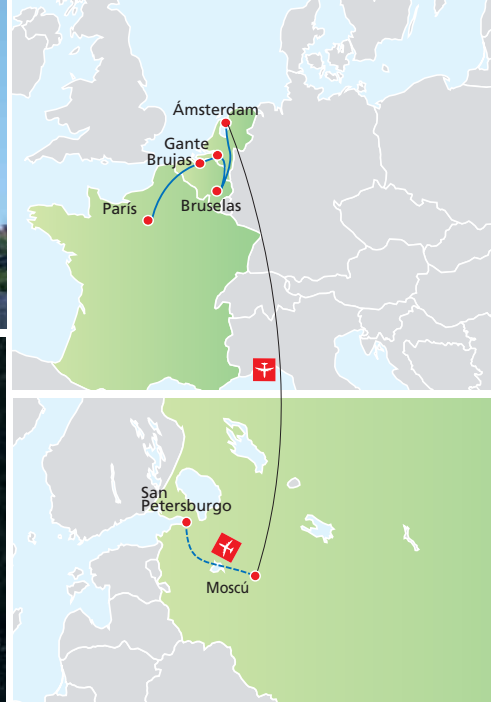 Ámsterdam
Gante
Brujas
París
Bruselas
San
Petersburgo
Moscú